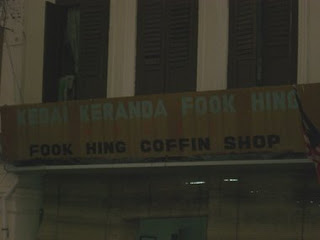 KEDAI KERANDA FOOK HING
FOOK HING COFFIN SHOP